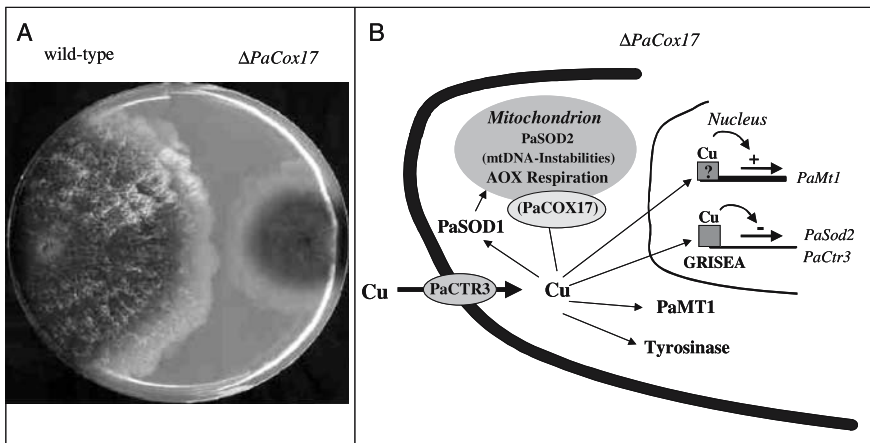 A
wild-type
ΔPaCox17
B
ΔPaCox17
Mitochondrion
PaSOD2
(mtDNA-Instabilities)
AOX Respiration
(PaCOX17)
PaSOD1
Cu
PaCTR3
Cu
PaMT1
Tyrosinase
Nucleus
Cu
+
?
PaMt1
Cu
-
PaSod2
PaCtr3
GRISEA